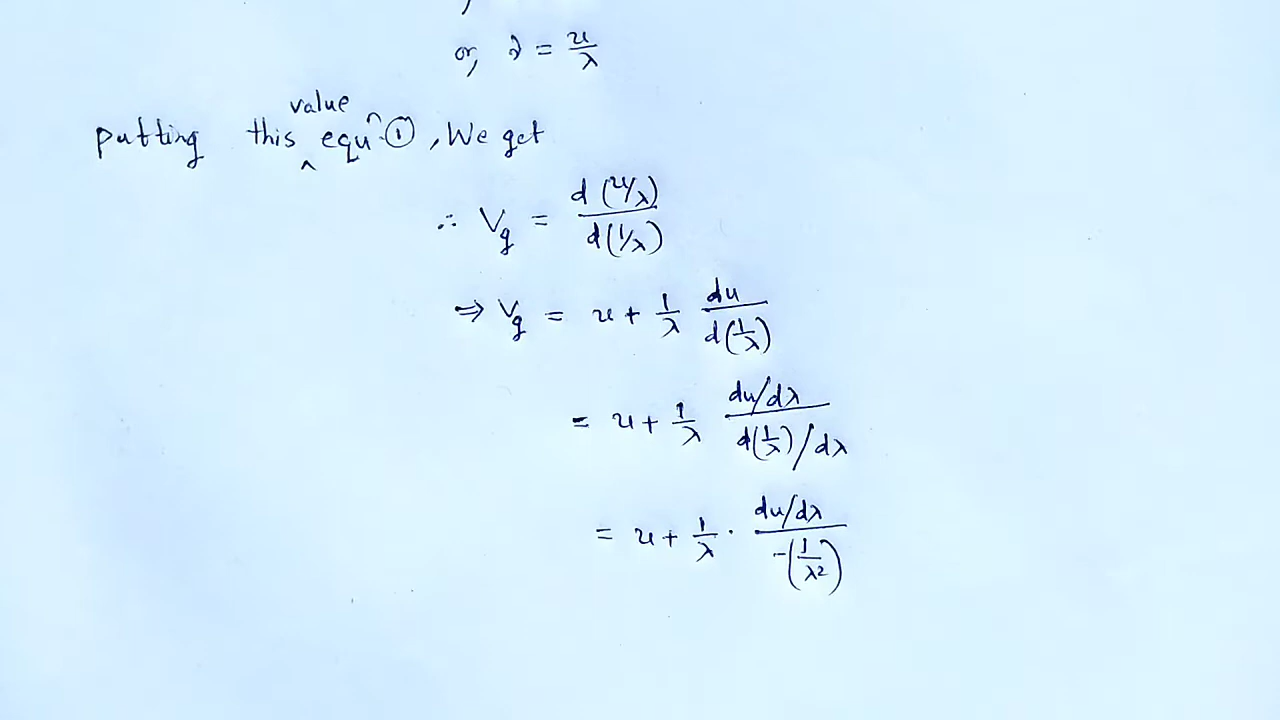 or, ν = u/λ
value
putting this ^ equⁿ ①, We get
∴ Vg = d(u/λ) / d(1/λ)
⇒ Vg = u + 1/λ du / d(1/λ)
= u + 1/λ (du/dλ) / (d(1/λ)/dλ)
= u + 1/λ · (du/dλ) / -(1/λ²)